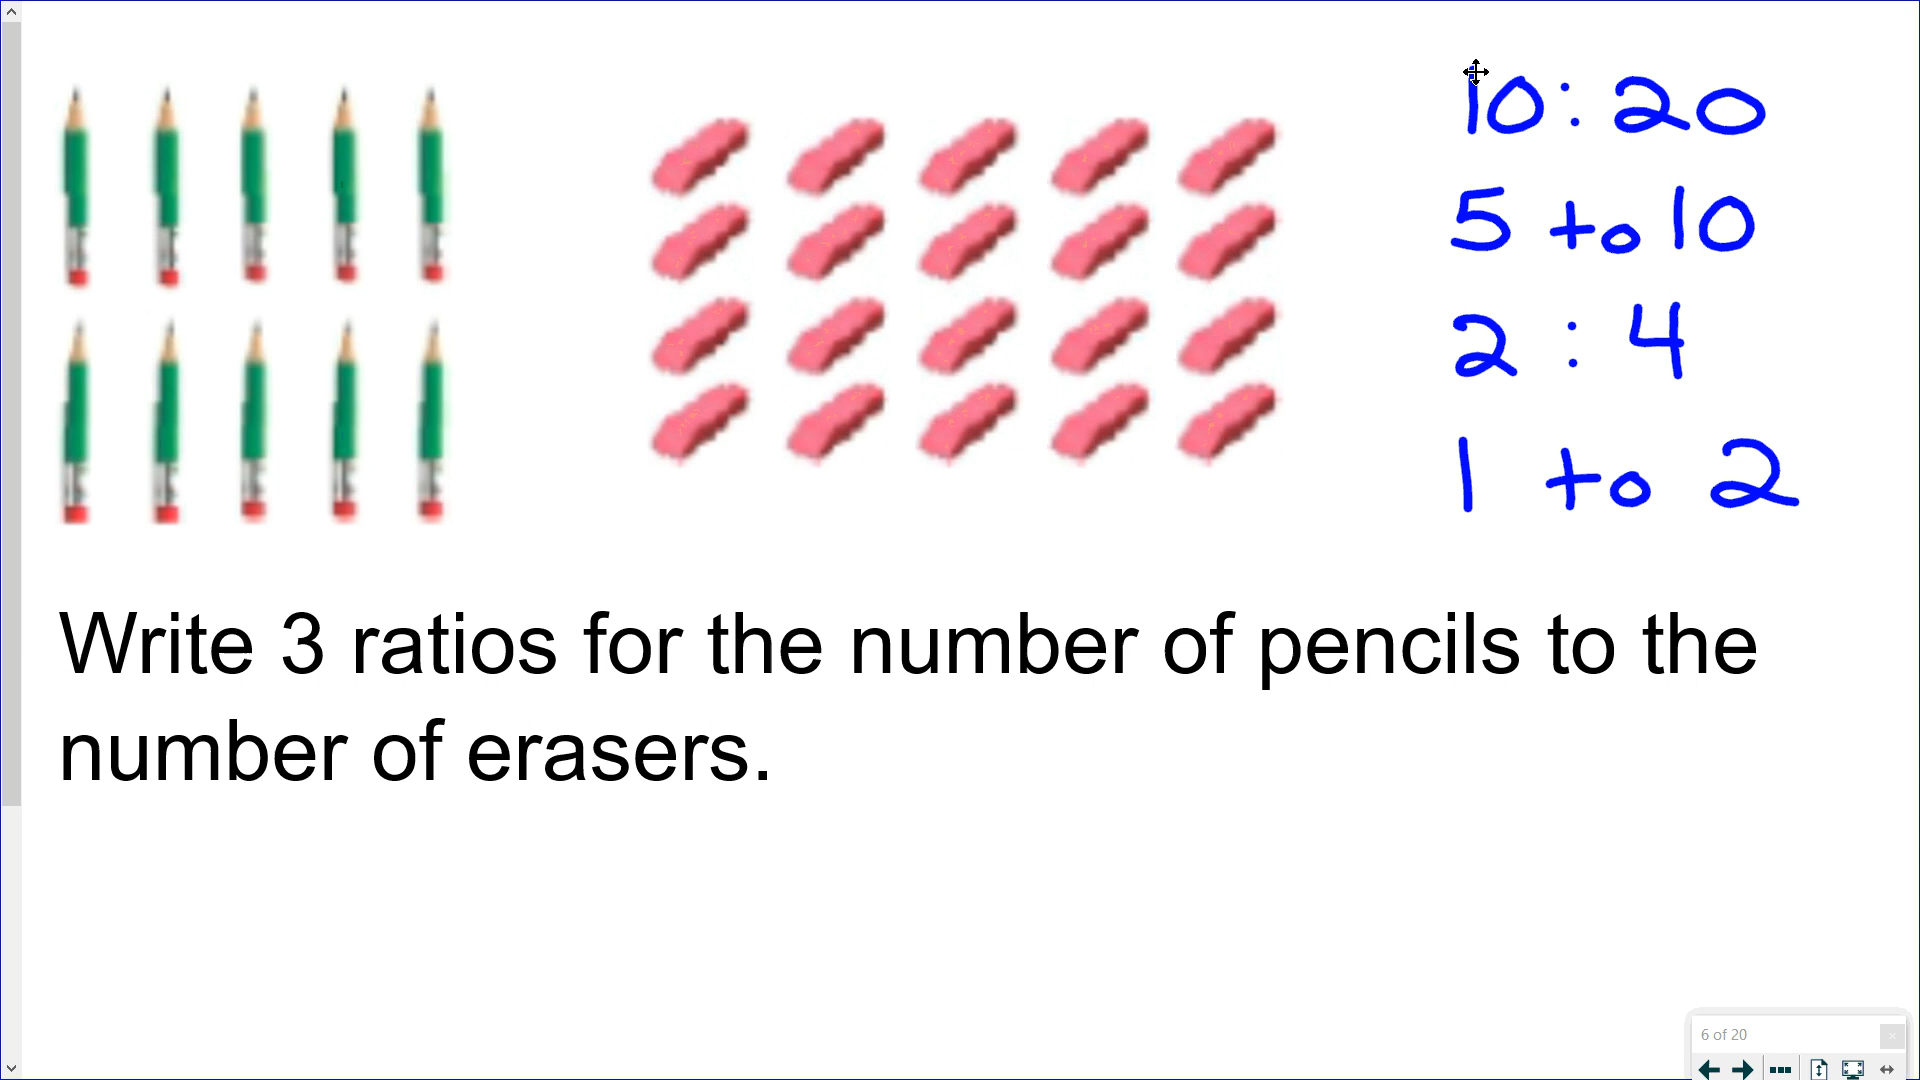 10 : 20
5 to 10
2 : 4
1 to 2
Write 3 ratios for the number of pencils to the
number of erasers.
6 of 20